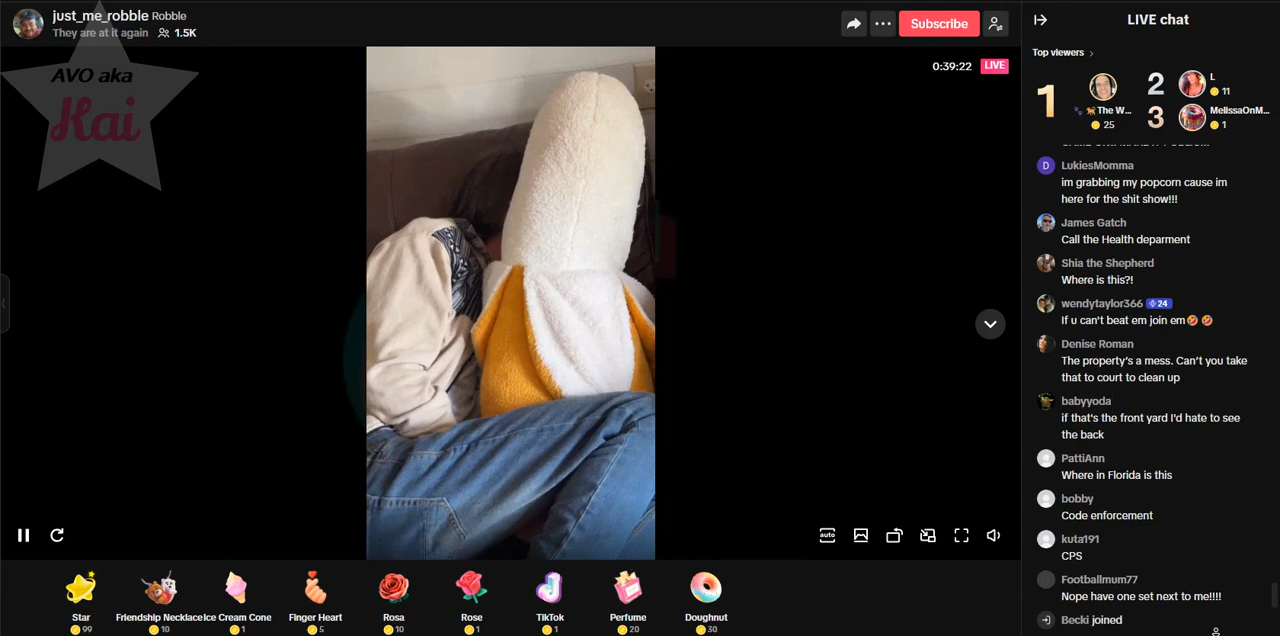 just_me_robble Robble
They are at it again 1.5K
Subscribe
AVO aka
Kai
0:39:22 LIVE
auto
Star
99
Friendship Necklace
10
Ice Cream Cone
1
Finger Heart
5
Rosa
10
Rose
1
TikTok
1
Perfume
20
Doughnut
30
LIVE chat
Top viewers
1
The W...
25
2
L
11
3
MelissaOnM...
1
D
LukiesMomma
im grabbing my popcorn cause im
here for the shit show!!!
James Gatch
Call the Health deparment
Shia the Shepherd
Where is this?!
wendytaylor366 24
If u can't beat em join em🤣 🤣
Denise Roman
The property's a mess. Can't you take
that to court to clean up
babyyoda
if that's the front yard I'd hate to see
the back
PattiAnn
Where in Florida is this
bobby
Code enforcement
kuta191
CPS
Footballmum77
Nope have one set next to me!!!!
Becki joined